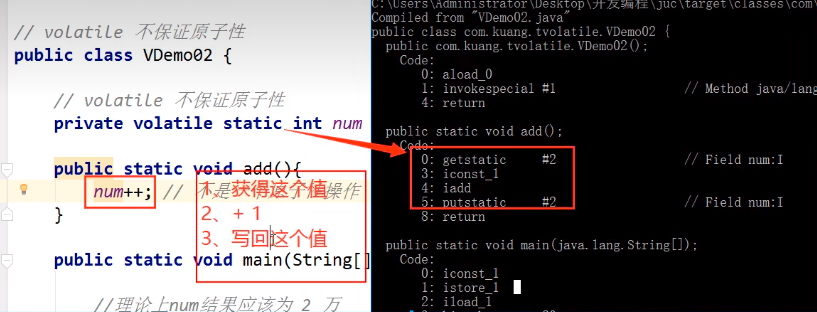 // volatile 不保证原子性
public class VDemo02 {
// volatile 不保证原子性
private volatile static int num
public static void add(){
num++; // 不是一个原子性操作
1、获得这个值
2、+ 1
3、写回这个值
}
public static void main(String[]
//理论上num结果应该为 2 万
C:\Users\Administrator\Desktop\开发编程\juc\target\classes\com
Compiled from "VDemo02.java"
public class com.kuang.tvolatile.VDemo02 {
public com.kuang.tvolatile.VDemo02();
Code:
0: aload_0
1: invokespecial #1 // Method java/lang
4: return
public static void add();
Code:
0: getstatic #2 // Field num:I
3: iconst_1
4: iadd
5: putstatic #2 // Field num:I
8: return
public static void main(java.lang.String[]);
Code:
0: iconst_1
1: istore_1
2: iload_1